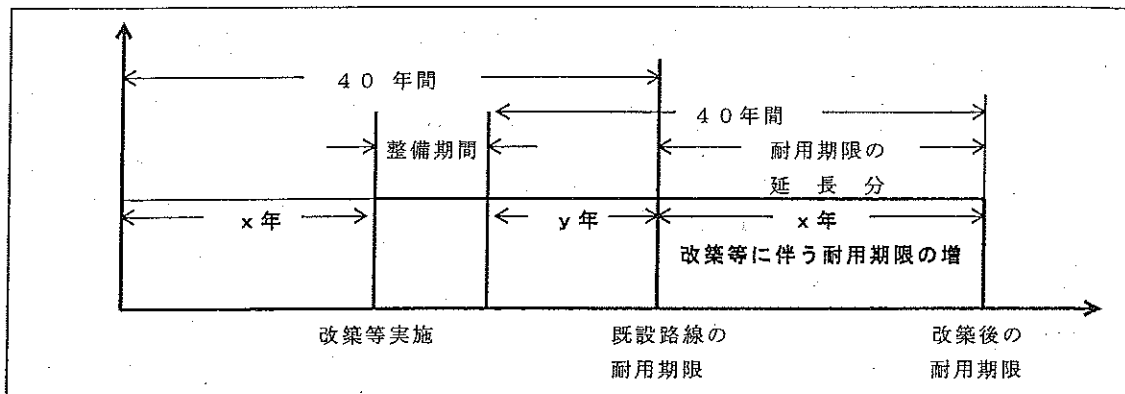 40 年間
40年間
整備期間
耐用期限の
延 長 分
x年
y年
x年
改築等に伴う耐用期限の増
改築等実施
既設路線の
耐用期限
改築後の
耐用期限